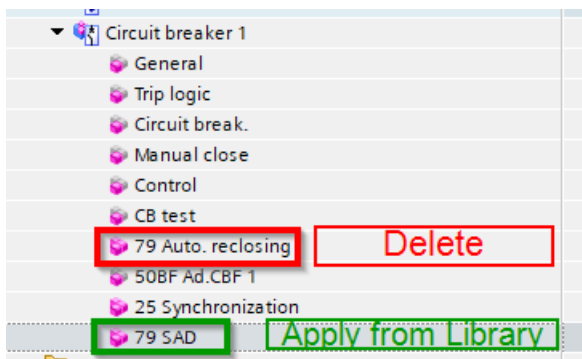 Circuit breaker 1
General
Trip logic
Circuit break.
Manual close
Control
CB test
79 Auto. reclosing Delete
50BF Ad.CBF 1
25 Synchronization
79 SAD Apply from Library